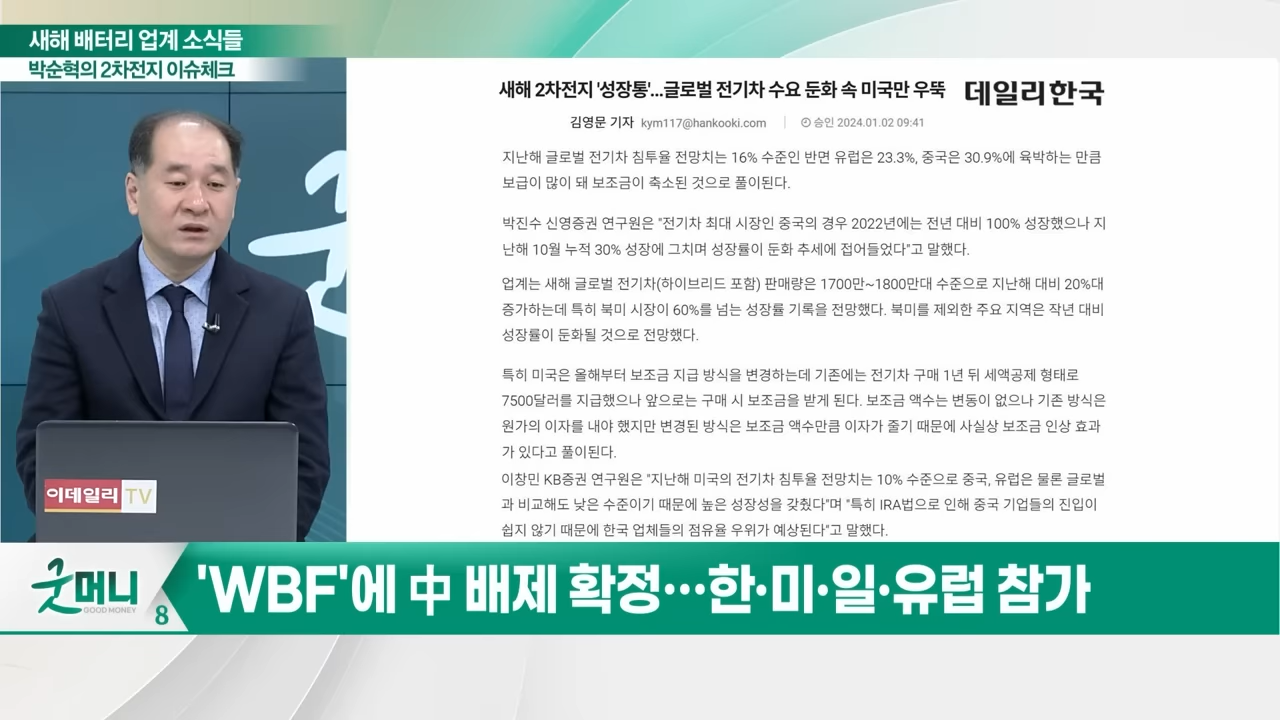 새해 배터리 업계 소식들
박순혁의 2차전지 이슈체크
새해 2차전지 '성장통'...글로벌 전기차 수요 둔화 속 미국만 우뚝
데일리한국
김영문 기자 kym117@hankooki.com 승인 2024.01.02 09:41
지난해 글로벌 전기차 침투율 전망치는 16% 수준인 반면 유럽은 23.3%, 중국은 30.9%에 육박하는 만큼
보급이 많이 돼 보조금이 축소된 것으로 풀이된다.
박진수 신영증권 연구원은 "전기차 최대 시장인 중국의 경우 2022년에는 전년 대비 100% 성장했으나 지
난해 10월 누적 30% 성장에 그치며 성장률이 둔화 추세에 접어들었다"고 말했다.
업계는 새해 글로벌 전기차(하이브리드 포함) 판매량은 1700만~1800만대 수준으로 지난해 대비 20%대
증가하는데 특히 북미 시장이 60%를 넘는 성장률 기록을 전망했다. 북미를 제외한 주요 지역은 작년 대비
성장률이 둔화될 것으로 전망했다.
특히 미국은 올해부터 보조금 지급 방식을 변경하는데 기존에는 전기차 구매 1년 뒤 세액공제 형태로
7500달러를 지급했으나 앞으로는 구매 시 보조금을 받게 된다. 보조금 액수는 변동이 없으나 기존 방식은
원가의 이자를 내야 했지만 변경된 방식은 보조금 액수만큼 이자가 줄기 때문에 사실상 보조금 인상 효과
가 있다고 풀이된다.
이창민 KB증권 연구원은 "지난해 미국의 전기차 침투율 전망치는 10% 수준으로 중국, 유럽은 물론 글로벌
과 비교해도 낮은 수준이기 때문에 높은 성장성을 갖췄다"며 "특히 IRA법으로 인해 중국 기업들의 진입이
쉽지 않기 때문에 한국 업체들의 점유율 우위가 예상된다"고 말했다.
이데일리 TV
굿머니
GOOD MONEY
8
'WBF'에 中 배제 확정…한·미·일·유럽 참가